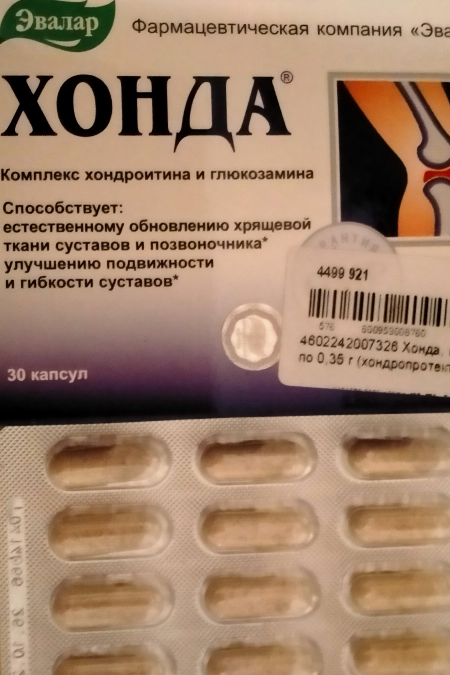 Эвалар
Фармацевтическая компания «Эва
ХОНДА®
Комплекс хондроитина и глюкозамина
Способствует:
естественному обновлению хрящевой
ткани суставов и позвоночника*
улучшению подвижности
и гибкости суставов*
30 капсул
4499 921
4602242007326 Хонда,
по 0,35 г (хондропротект